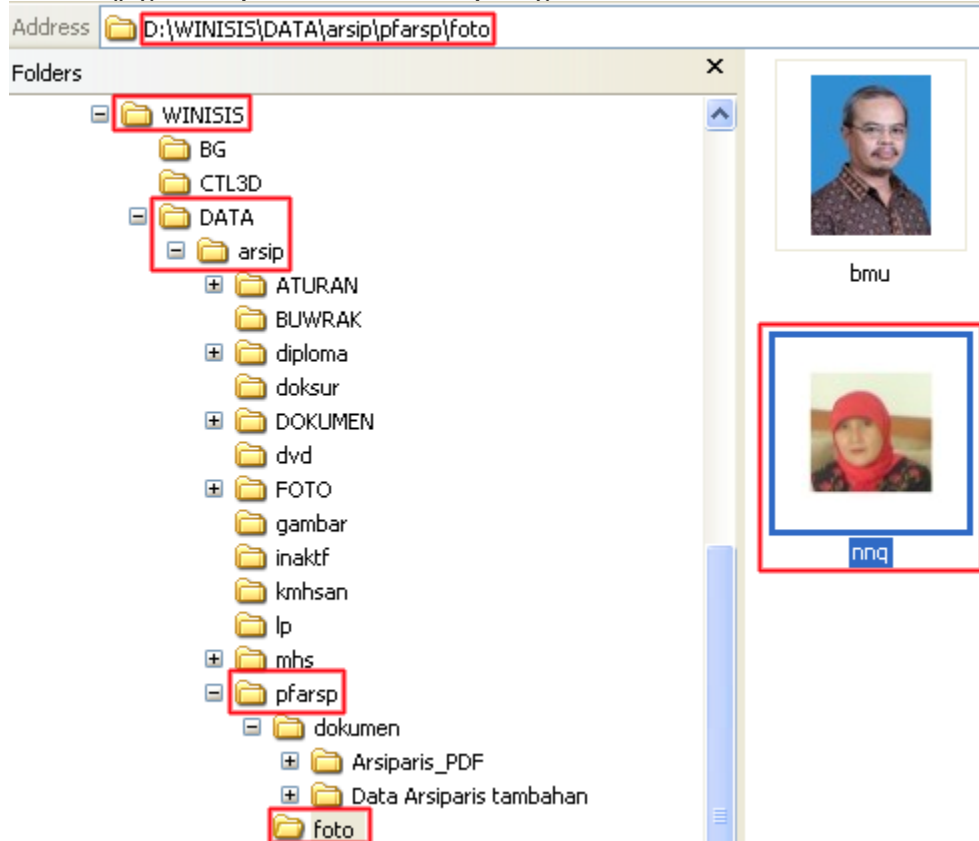 Address D:\WINISIS\DATA\arsip\pfarsp\foto
Folders
WINISIS
BG
CTL3D
DATA
arsip
ATURAN
BUWRAK
diploma
doksur
DOKUMEN
dvd
FOTO
gambar
inaktf
kmhsan
lp
mhs
pfarsp
dokumen
Arsiparis_PDF
Data Arsiparis tambahan
foto
bmu
nnq